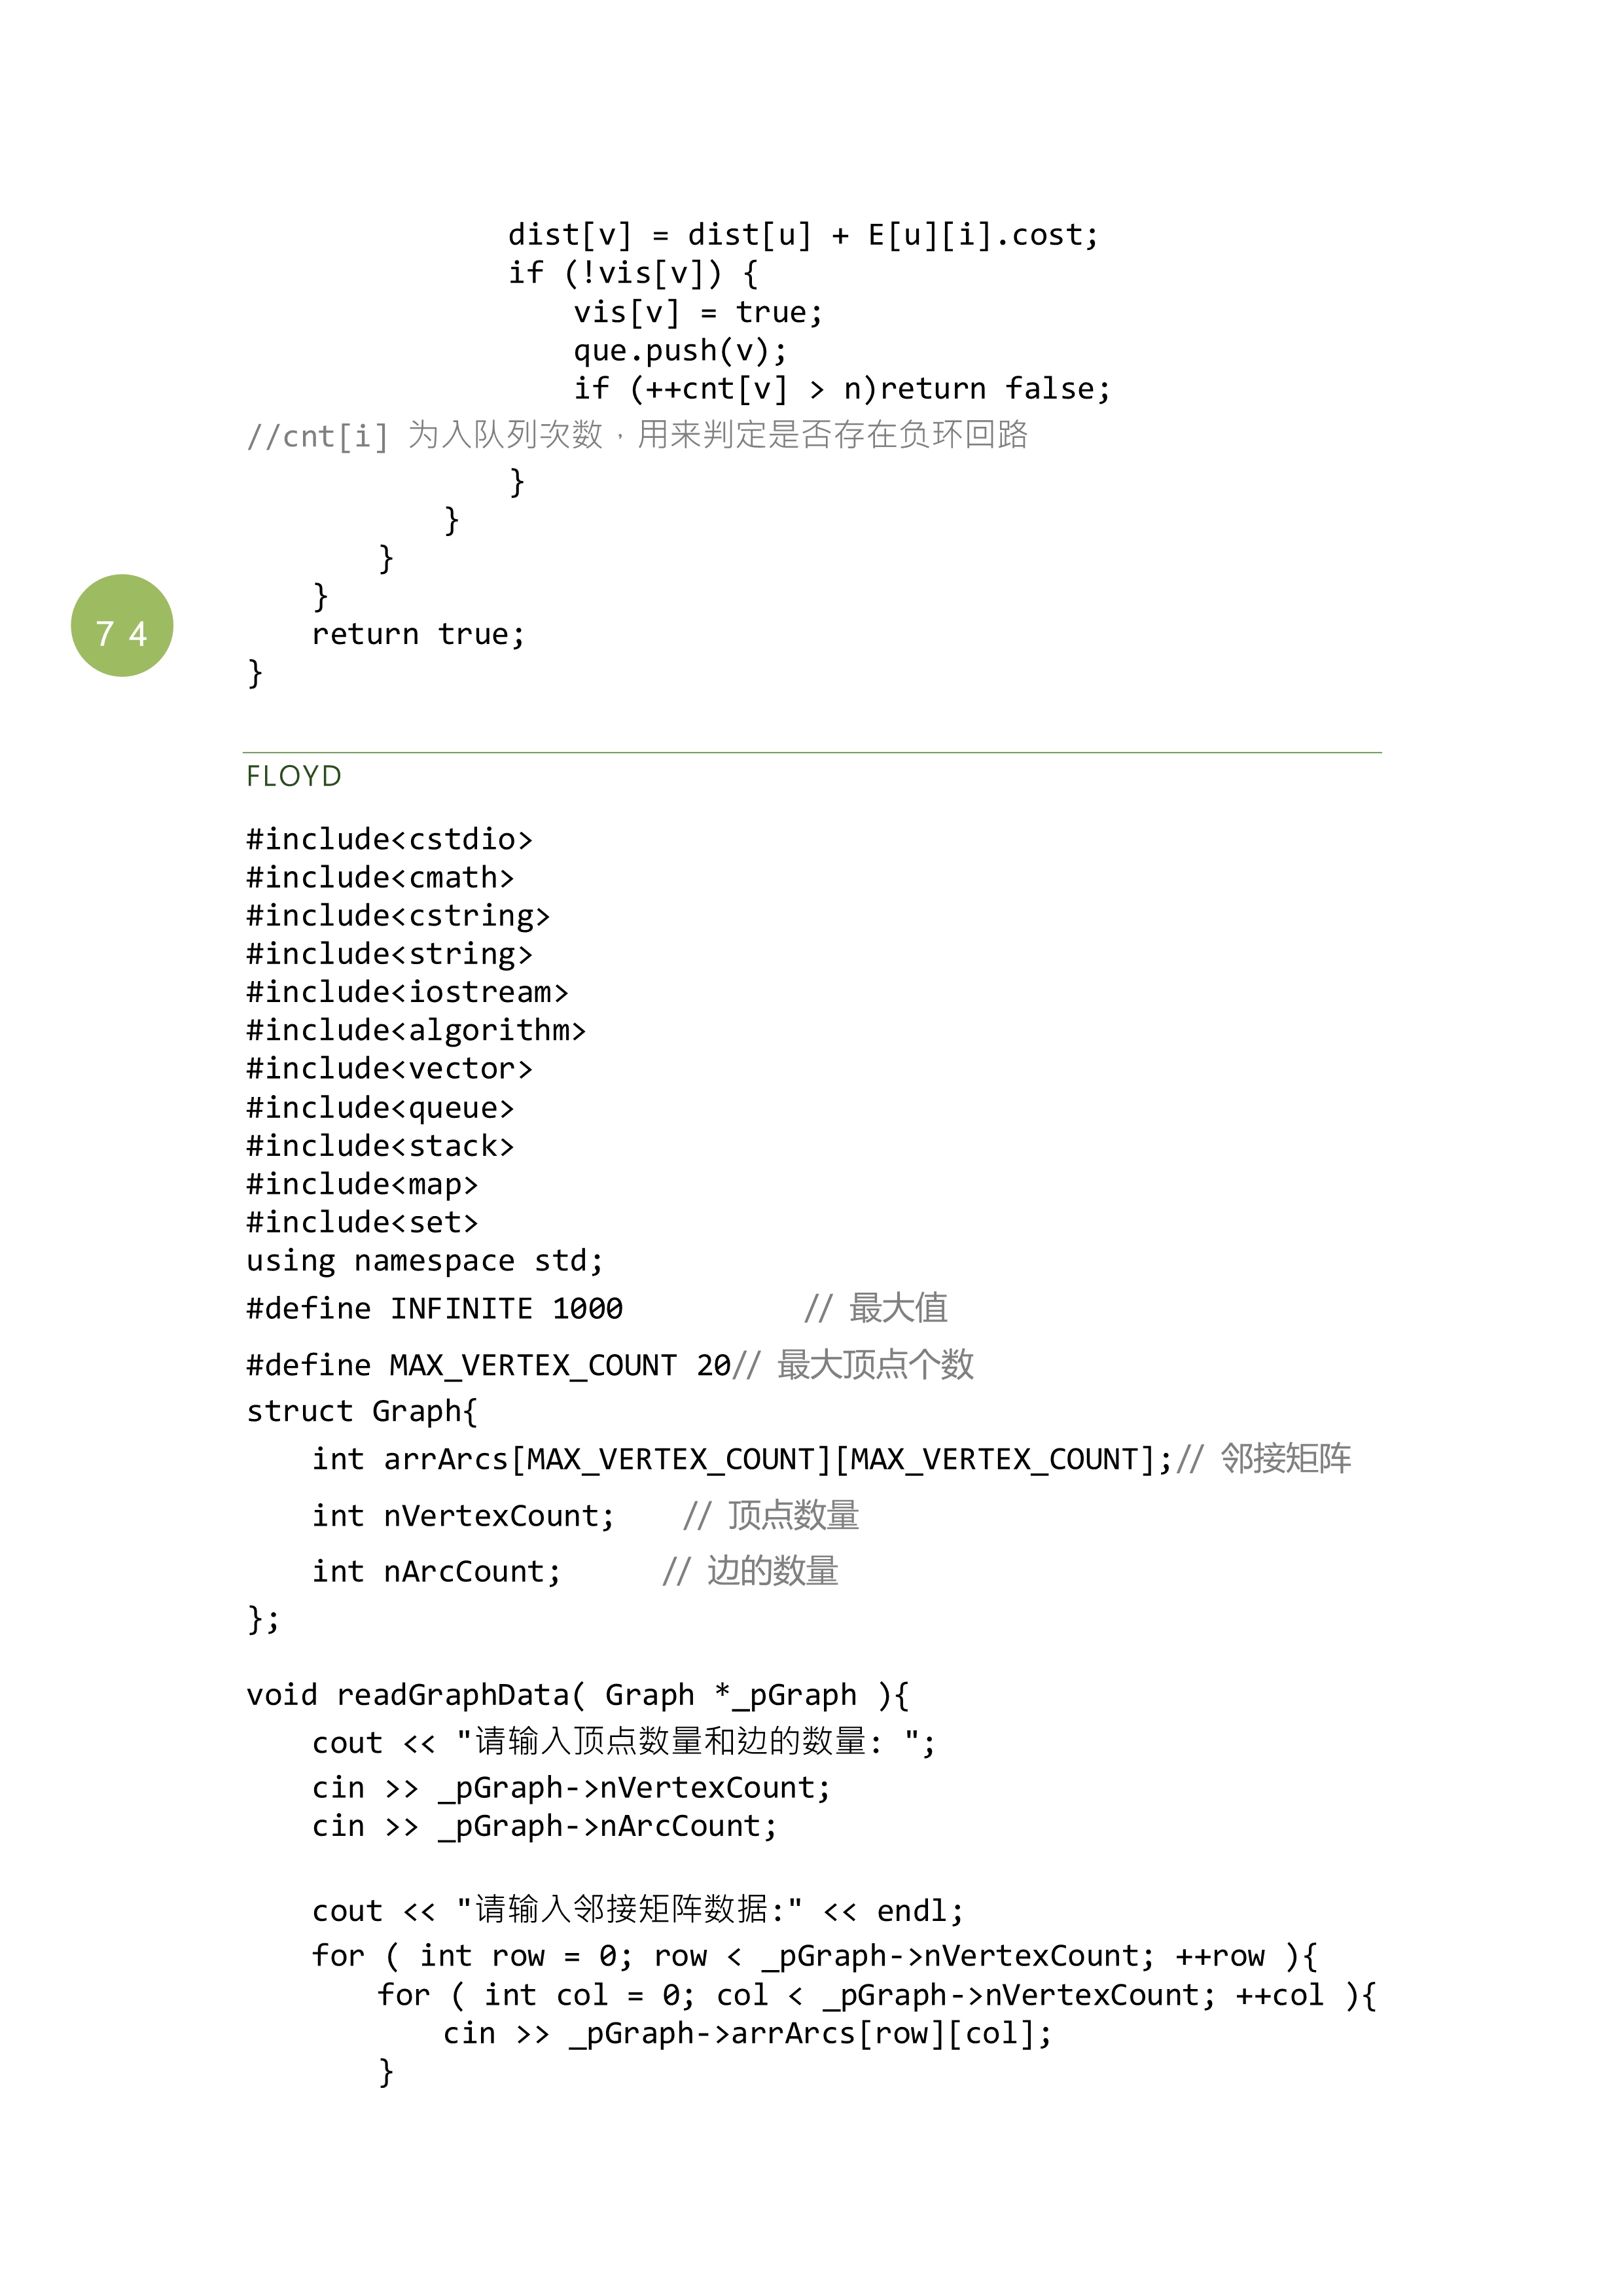 dist[v] = dist[u] + E[u][i].cost;
if (!vis[v]) {
vis[v] = true;
que.push(v);
if (++cnt[v] > n)return false;
//cnt[i] 为入队列次数，用来判定是否存在负环回路
}
}
}
}
74
return true;
}
FLOYD
#include<cstdio>
#include<cmath>
#include<cstring>
#include<string>
#include<iostream>
#include<algorithm>
#include<vector>
#include<queue>
#include<stack>
#include<map>
#include<set>
using namespace std;
#define INFINITE 1000 // 最大值
#define MAX_VERTEX_COUNT 20// 最大顶点个数
struct Graph{
int arrArcs[MAX_VERTEX_COUNT][MAX_VERTEX_COUNT];// 邻接矩阵
int nVertexCount; // 顶点数量
int nArcCount; // 边的数量
};
void readGraphData( Graph *_pGraph ){
cout << "请输入顶点数量和边的数量: ";
cin >> _pGraph->nVertexCount;
cin >> _pGraph->nArcCount;
cout << "请输入邻接矩阵数据:" << endl;
for ( int row = 0; row < _pGraph->nVertexCount; ++row ){
for ( int col = 0; col < _pGraph->nVertexCount; ++col ){
cin >> _pGraph->arrArcs[row][col];
}